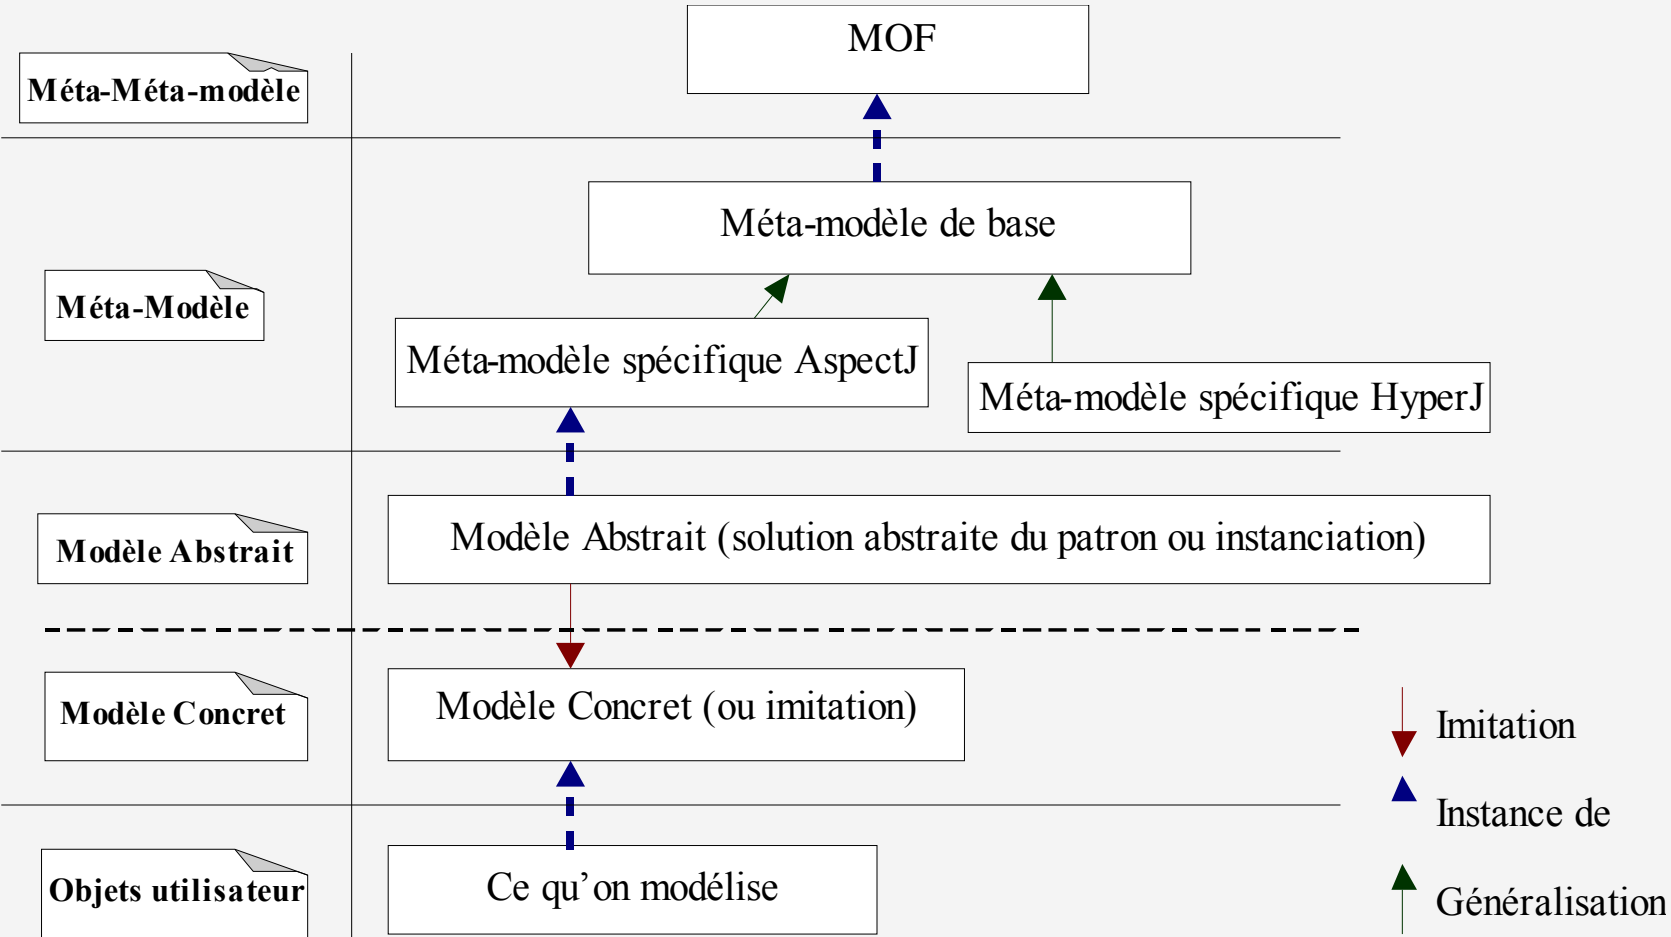 MOF
Méta-Méta-modèle
Méta-modèle de base
Méta-Modèle
Méta-modèle spécifique AspectJ
Méta-modèle spécifique HyperJ
Modèle Abstrait
Modèle Abstrait (solution abstraite du patron ou instanciation)
Modèle Concret
Modèle Concret (ou imitation)
Imitation
Instance de
Objets utilisateur
Ce qu’on modélise
Généralisation